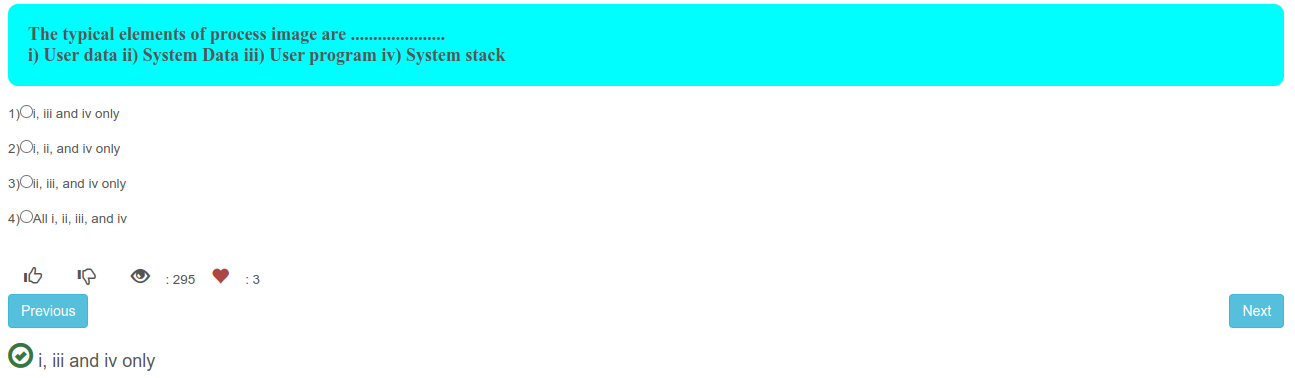 The typical elements of process image are .....................
i) User data ii) System Data iii) User program iv) System stack
1) i, iii and iv only
2) i, ii, and iv only
3) ii, iii, and iv only
4) All i, ii, iii, and iv
: 295 : 3
Previous Next
i, iii and iv only